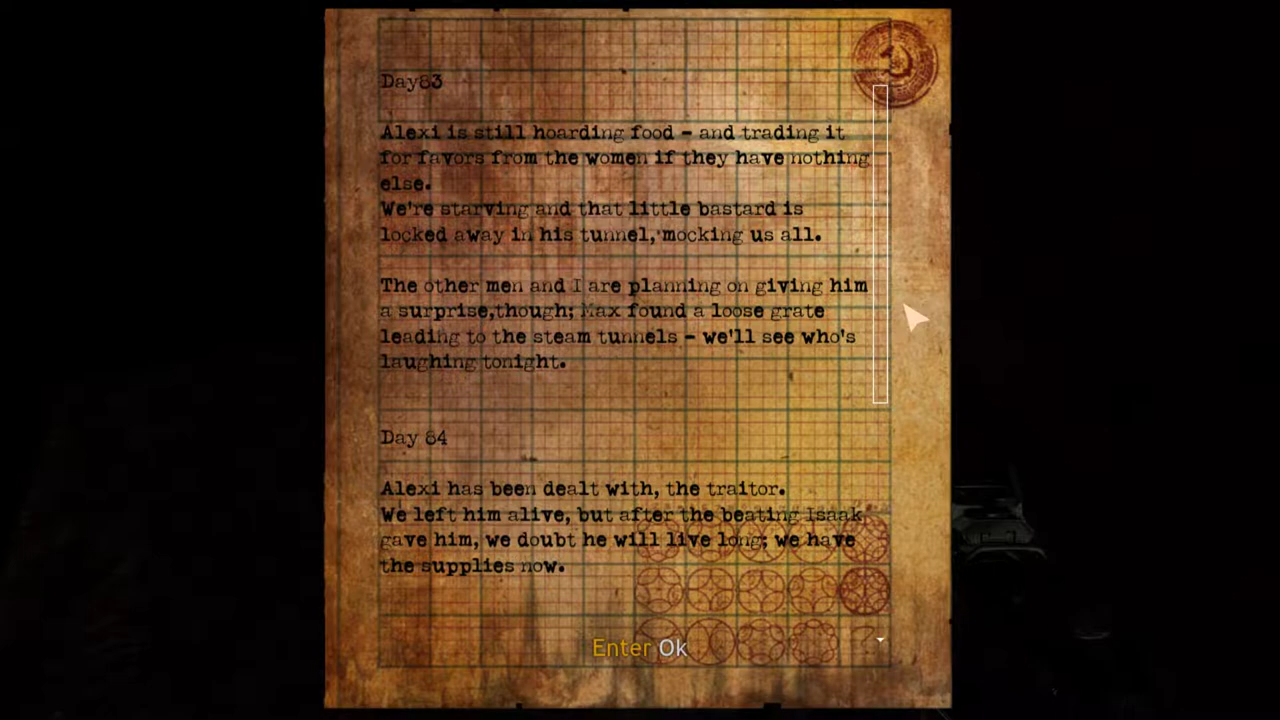 Day83
Alexi is still hoarding food - and trading it
for favors from the women if they have nothing
else.
We're starving and that little bastard is
locked away in his tunnel, mocking us all.
The other men and I are planning on giving him
a surprise,though; Max found a loose grate
leading to the steam tunnels - we'll see who's
laughing tonight.
Day 84
Alexi has been dealt with, the traitor.
We left him alive, but after the beating Isaak
gave him, we doubt he will live long; we have
the supplies now.
Enter Ok